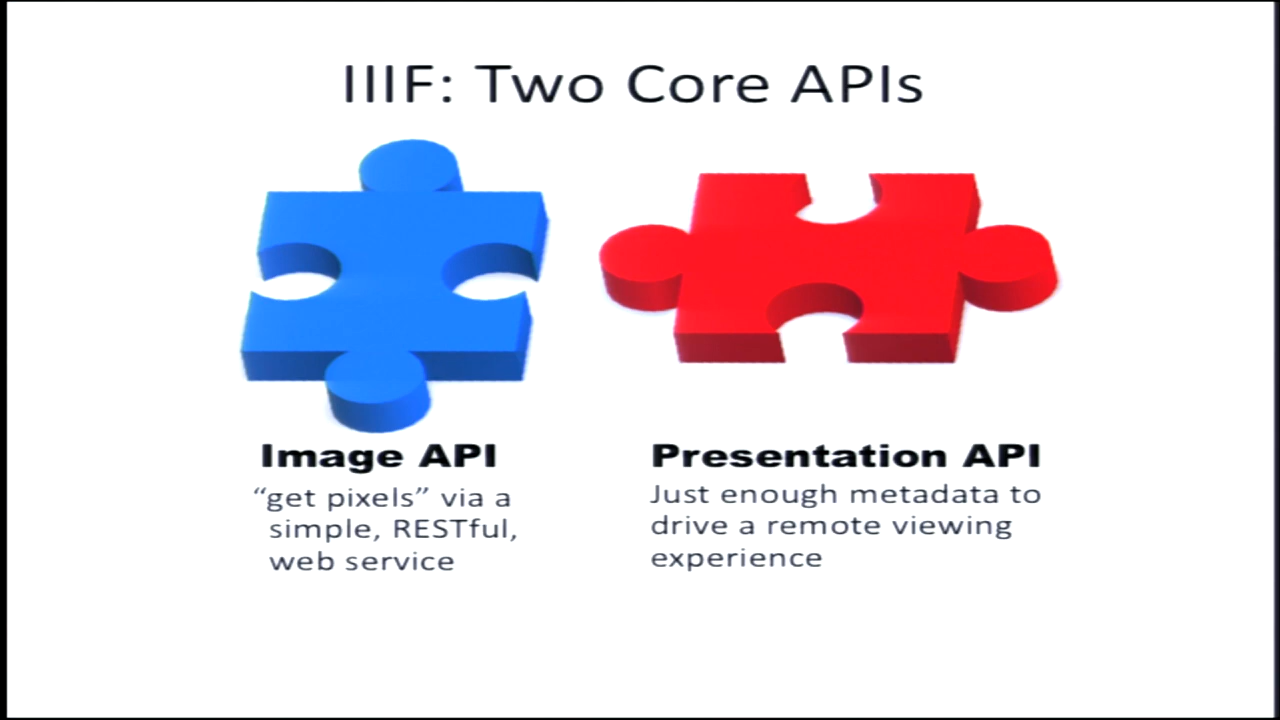 IIIF: Two Core APIs
Image API
“get pixels” via a
simple, RESTful,
web service
Presentation API
Just enough metadata to
drive a remote viewing
experience